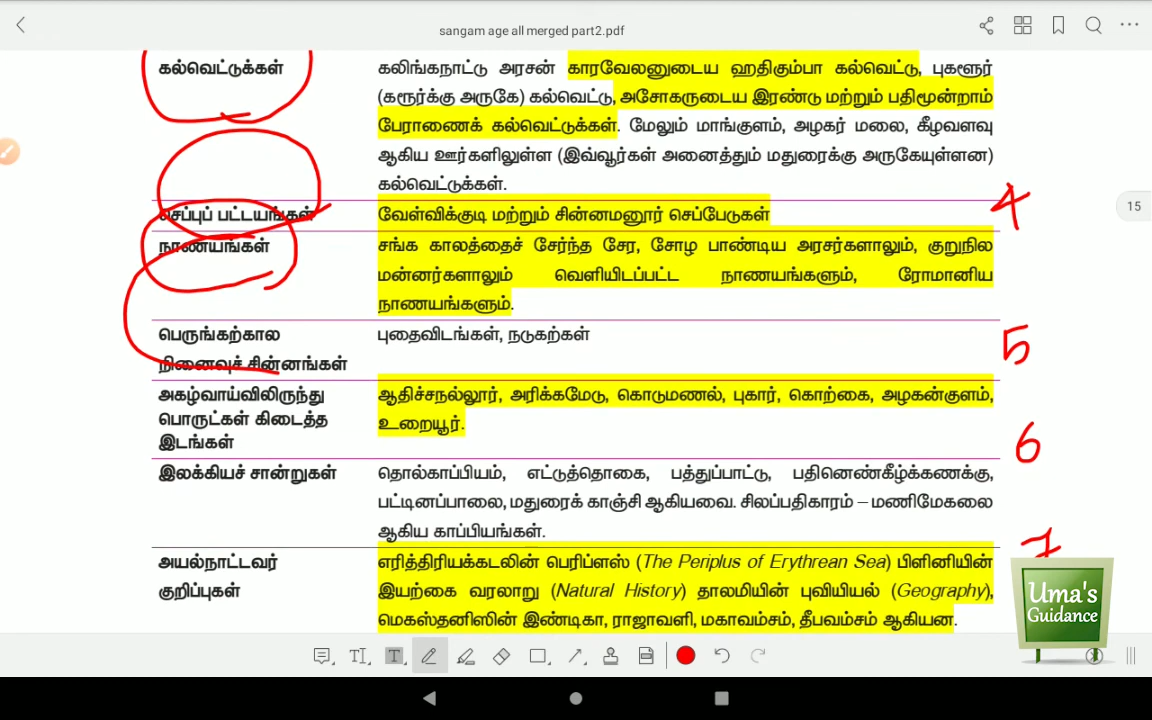 sangam age all merged part2.pdf
கல்வெட்டுக்கள் கலிங்கநாட்டு அரசன் காரவேலனுடைய ஹதிகும்பா கல்வெட்டு, புகளூர்
(கரூர்க்கு அருகே) கல்வெட்டு, அசோகருடைய இரண்டு மற்றும் பதிமூன்றாம்
பேராணைக் கல்வெட்டுக்கள். மேலும் மாங்குளம், அழகர் மலை, கீழவளவு
ஆகிய ஊர்களிலுள்ள (இவ்வூர்கள் அனைத்தும் மதுரைக்கு அருகேயுள்ளன)
கல்வெட்டுக்கள்.
4
15
செப்புப் பட்டயங்கள் வேள்விக்குடி மற்றும் சின்னமனூர் செப்பேடுகள்
நாணயங்கள் சங்க காலத்தைச் சேர்ந்த சேர, சோழ பாண்டிய அரசர்களாலும், குறுநில
மன்னர்களாலும் வெளியிடப்பட்ட நாணயங்களும், ரோமானிய
நாணயங்களும்.
பெருங்கற்கால புதைவிடங்கள், நடுகற்கள்
நினைவுச் சின்னங்கள்
5
அகழ்வாய்விலிருந்து ஆதிச்சநல்லூர், அரிக்கமேடு, கொடுமணல், புகார், கொற்கை, அழகன்குளம்,
பொருட்கள் கிடைத்த உறையூர்.
இடங்கள்
6
இலக்கியச் சான்றுகள் தொல்காப்பியம், எட்டுத்தொகை, பத்துப்பாட்டு, பதினெண்கீழ்க்கணக்கு,
பட்டினப்பாலை, மதுரைக் காஞ்சி ஆகியவை. சிலப்பதிகாரம் – மணிமேகலை
ஆகிய காப்பியங்கள்.
7
அயல்நாட்டவர் எரித்திரியக்கடலின் பெரிப்ளஸ் (The Periplus of Erythrean Sea) பிளினியின்
குறிப்புகள் இயற்கை வரலாறு (Natural History) தாலமியின் புவியியல் (Geography),
மெகஸ்தனிஸின் இண்டிகா, ராஜாவளி, மகாவம்சம், தீபவம்சம் ஆகியன.
Uma's
Guidance